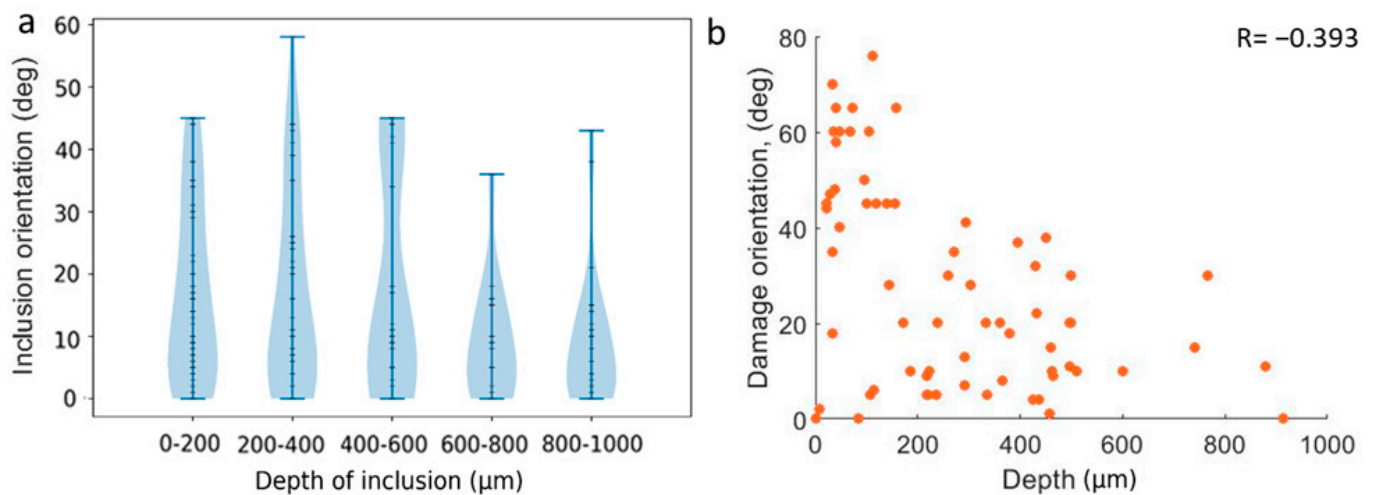 a
60
50
40
30
20
10
0
Inclusion orientation (deg)
0-200 200-400 400-600 600-800 800-1000
Depth of inclusion (μm)
b
R= −0.393
80
60
40
20
0
Damage orientation, (deg)
0 200 400 600 800 1000
Depth (μm)